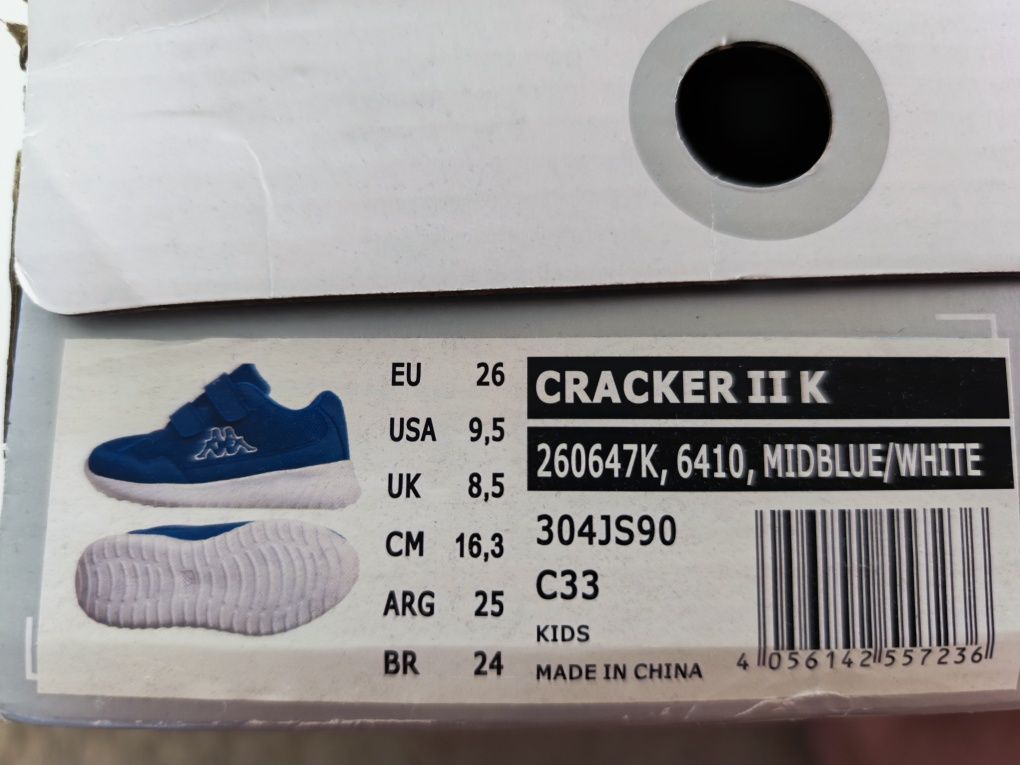 EU 26
USA 9,5
UK 8,5
CM 16,3
ARG 25
BR 24
CRACKER II K
260647K, 6410, MIDBLUE/WHITE
304JS90
C33
KIDS
MADE IN CHINA
4 056142 557236